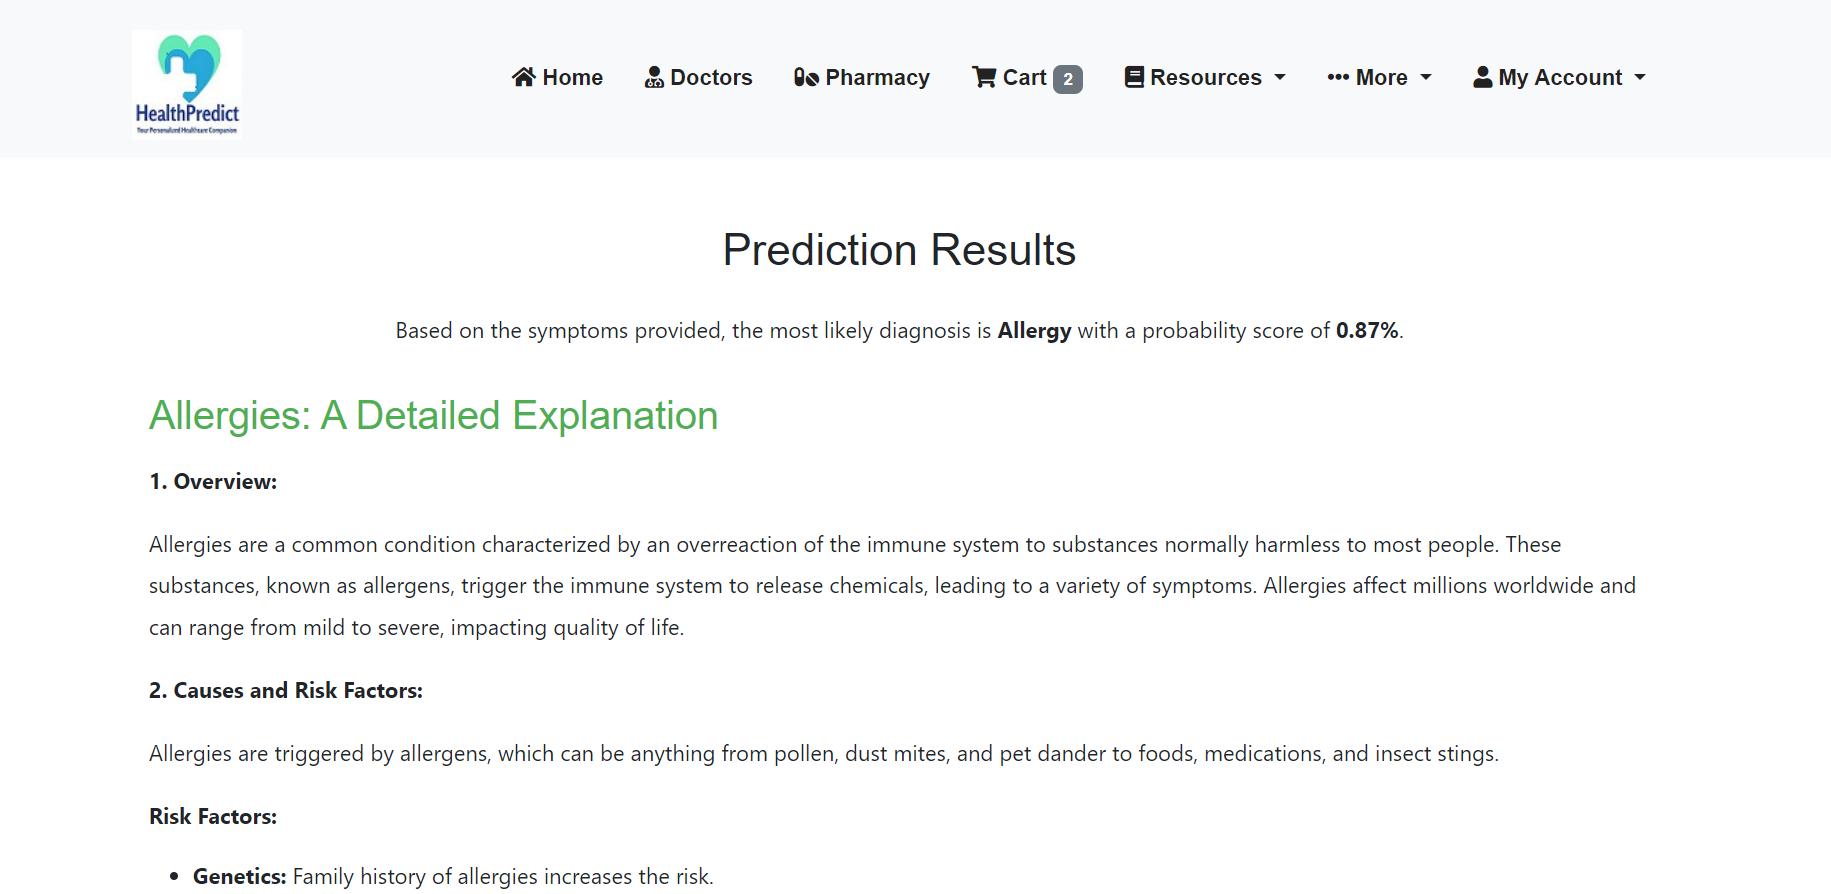 HealthPredict
Your Personalized Healthcare Companion
Home Doctors Pharmacy Cart 2 Resources More My Account
Prediction Results
Based on the symptoms provided, the most likely diagnosis is Allergy with a probability score of 0.87%.
Allergies: A Detailed Explanation
1. Overview:
Allergies are a common condition characterized by an overreaction of the immune system to substances normally harmless to most people. These
substances, known as allergens, trigger the immune system to release chemicals, leading to a variety of symptoms. Allergies affect millions worldwide and
can range from mild to severe, impacting quality of life.
2. Causes and Risk Factors:
Allergies are triggered by allergens, which can be anything from pollen, dust mites, and pet dander to foods, medications, and insect stings.
Risk Factors:
• Genetics: Family history of allergies increases the risk.